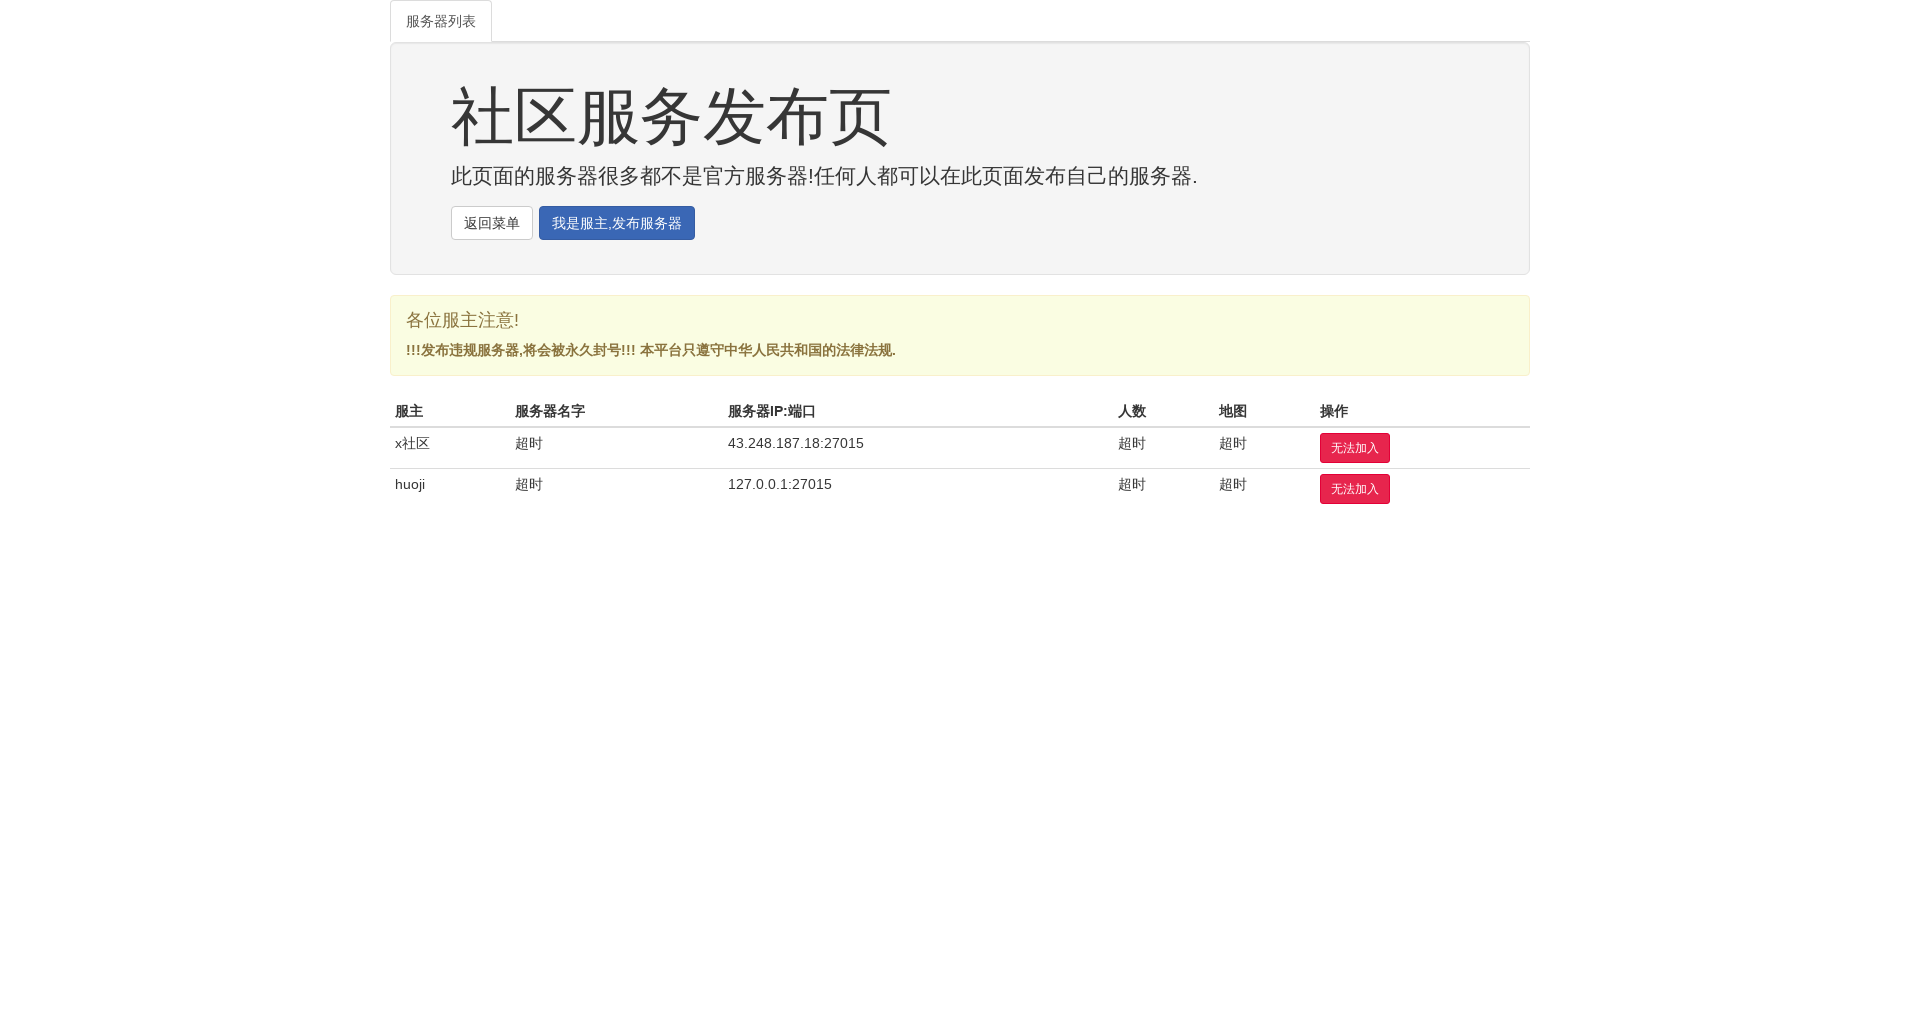 服务器列表
社区服务发布页
此页面的服务器很多都不是官方服务器!任何人都可以在此页面发布自己的服务器.
返回菜单 我是服主,发布服务器
各位服主注意!
!!!发布违规服务器,将会被永久封号!!! 本平台只遵守中华人民共和国的法律法规.
服主 服务器名字 服务器IP:端口 人数 地图 操作
x社区 超时 43.248.187.18:27015 超时 超时 无法加入
huoji 超时 127.0.0.1:27015 超时 超时 无法加入